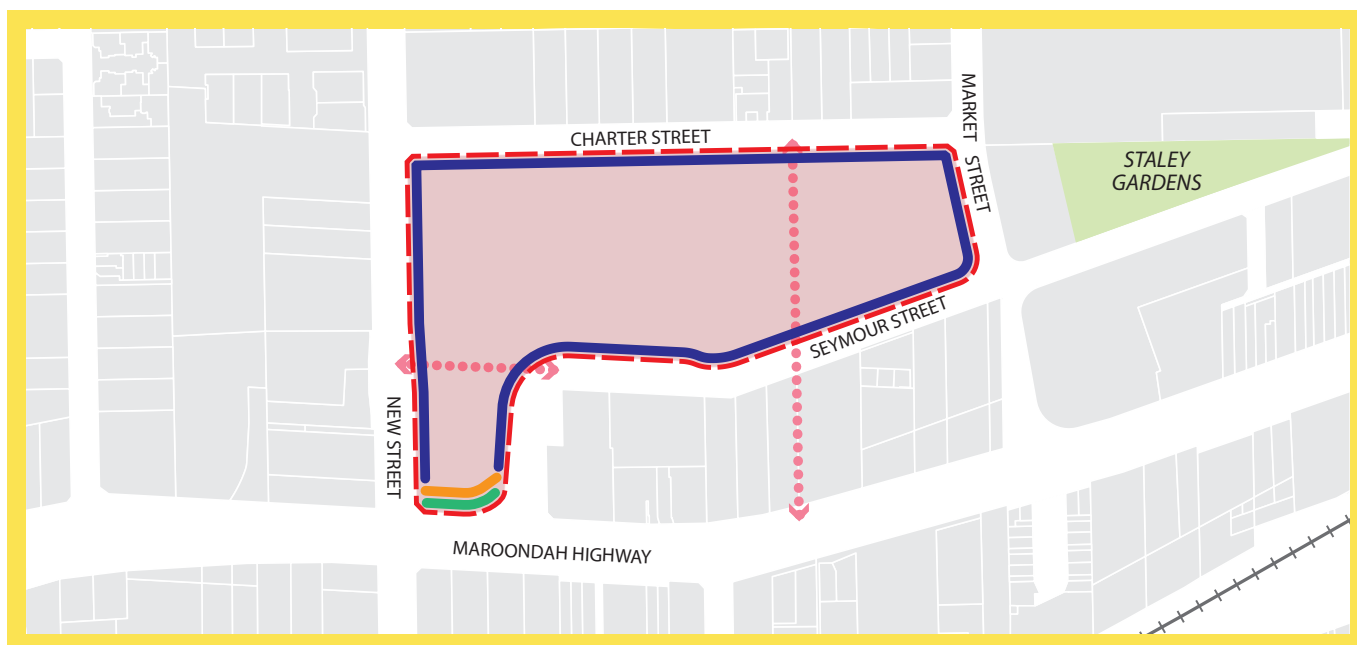 CHARTER STREET
MARKET STREET
STALEY
GARDENS
SEYMOUR STREET
NEW STREET
MAROONDAH HIGHWAY